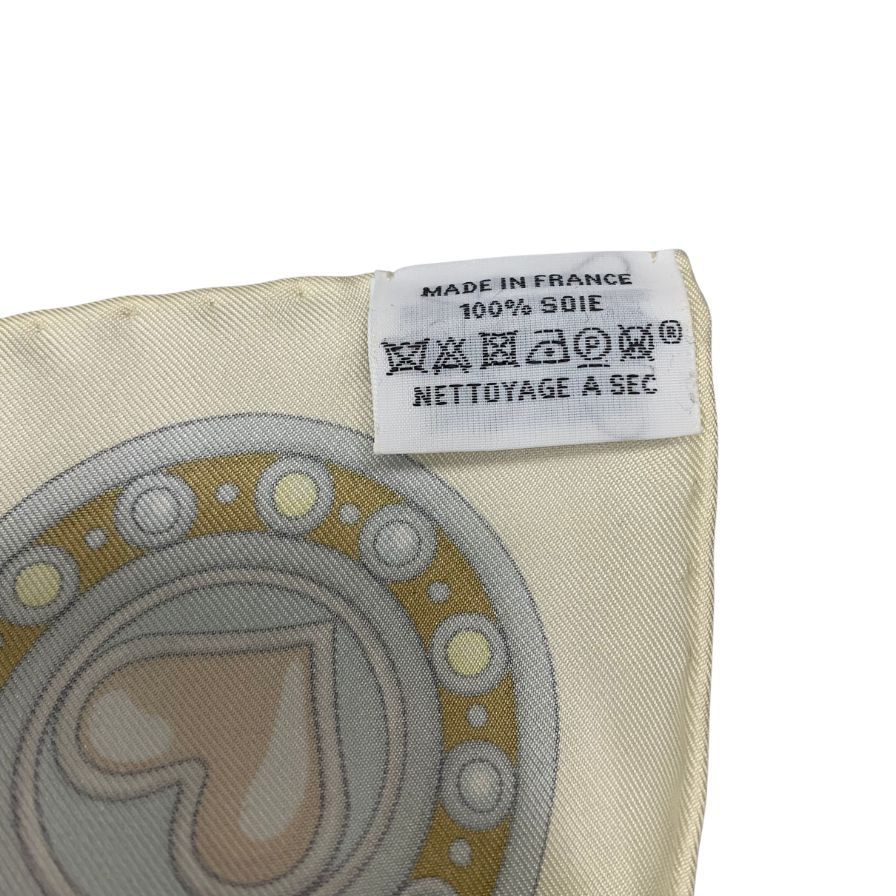 MADE IN FRANCE
100% SOIE
P W ®
NETTOYAGE A SEC